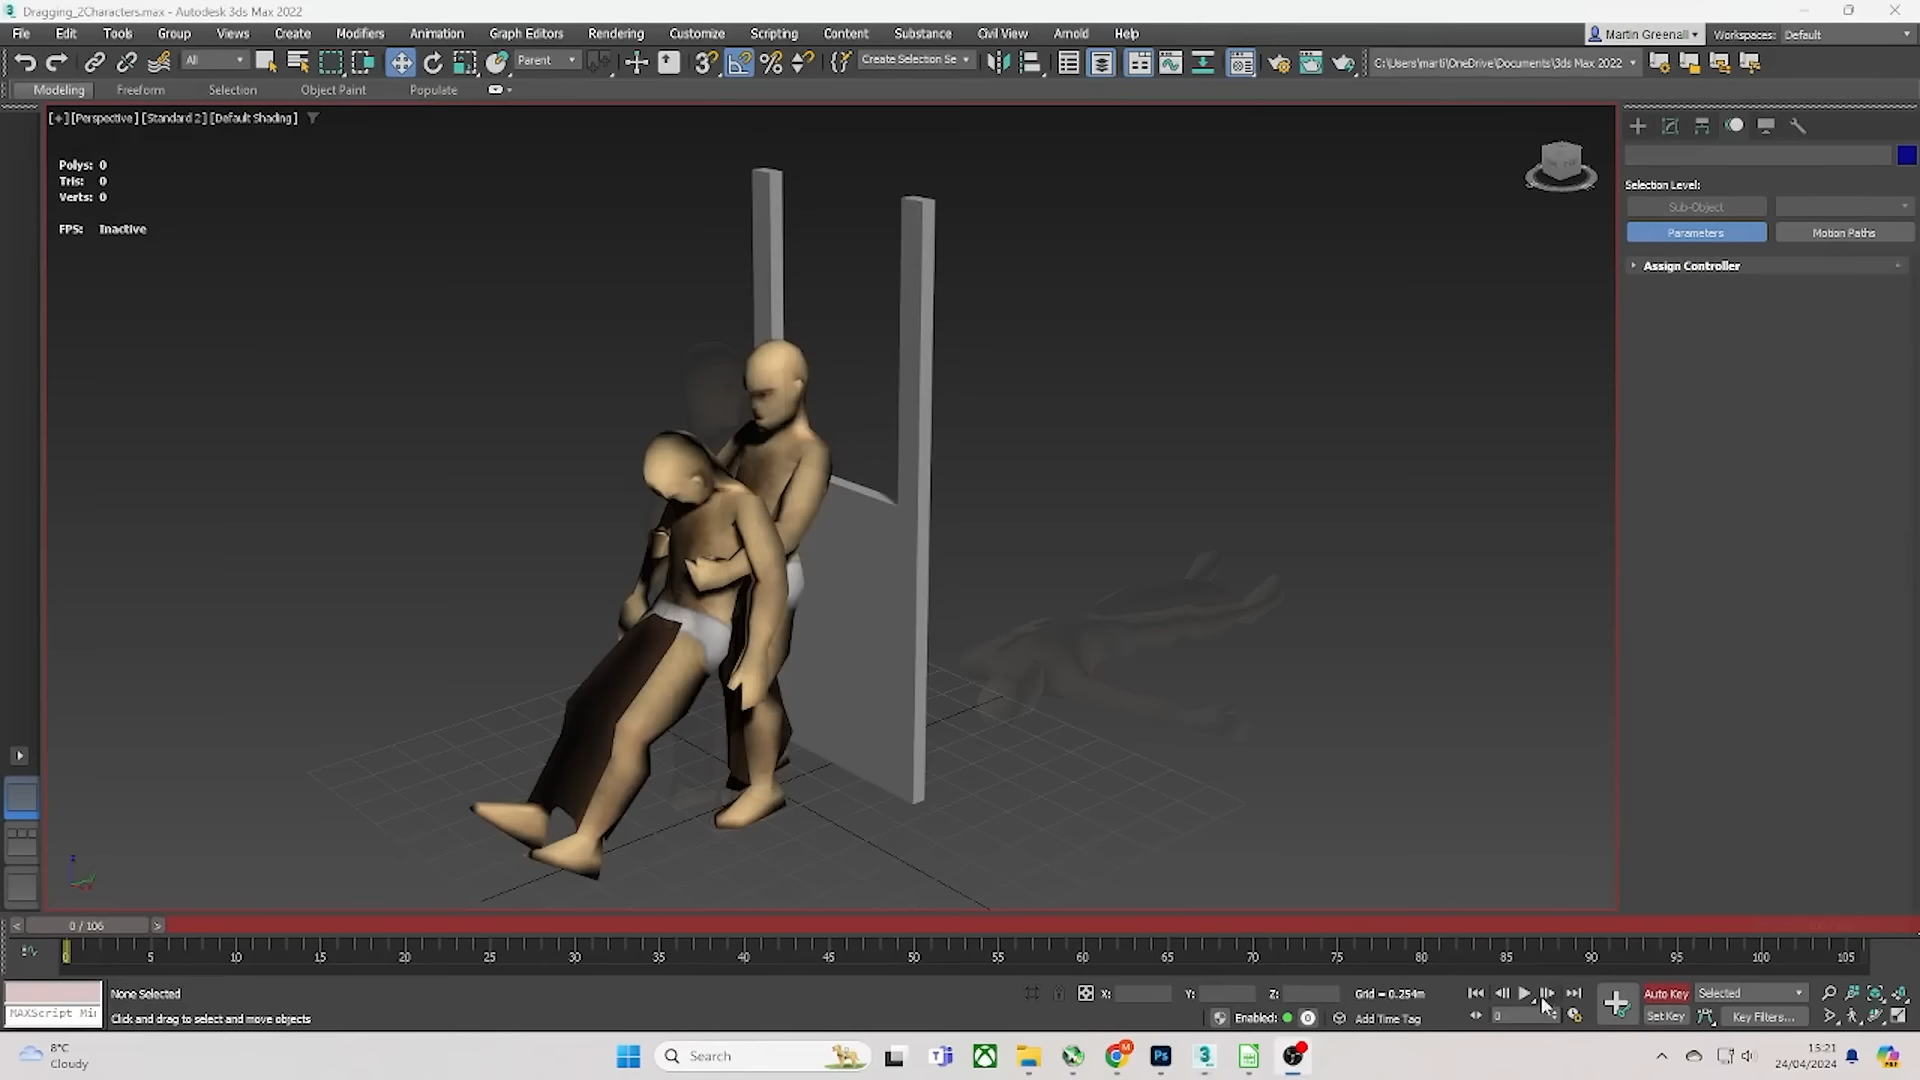 Dragging_2Characters.max - Autodesk 3ds Max 2022
File Edit Tools Group Views Create Modifiers Animation Graph Editors Rendering Customize Scripting Content Substance Civil View Arnold Help
Martin Greenall
Workspaces: Default
All
Parent
Create Selection Se
C:\Users\marti\OneDrive\Documents\3ds Max 2022
Modeling Freeform Selection Object Paint Populate
[+] [Perspective] [Standard 2] [Default Shading]
Polys: 0
Tris: 0
Verts: 0
FPS: Inactive
Selection Level:
Sub-Object
Parameters
Motion Paths
Assign Controller
< 0 / 106 >
0 5 10 15 20 25 30 35 40 45 50 55 60 65 70 75 80 85 90 95 100 105
MAXScript Mi
None Selected
Click and drag to select and move objects
X: Y: Z: Grid = 0.254m
Enabled: 0 Add Time Tag
0
Auto Key Selected
Set Key Key Filters...
8°C
Cloudy
Search
15:21
24/04/2024